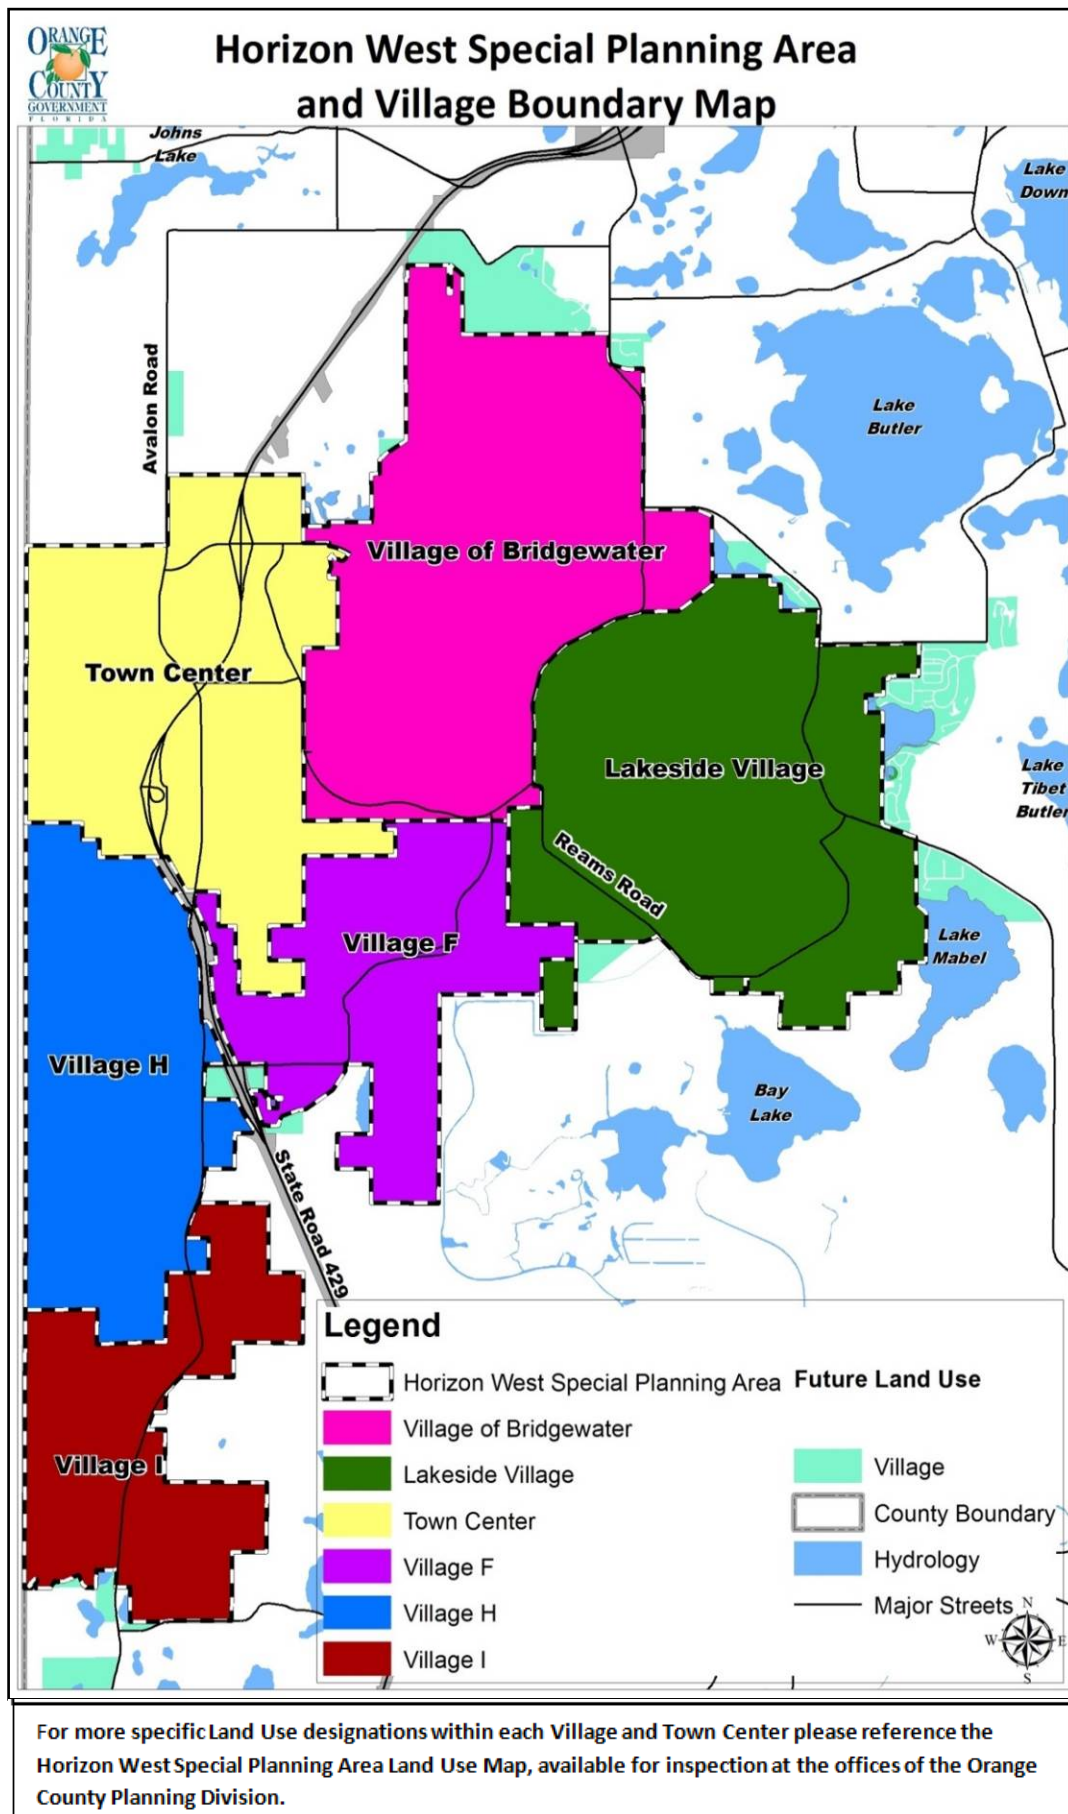 ORANGE
COUNTY
GOVERNMENT
FLORIDA
Horizon West Special Planning Area
and Village Boundary Map
Johns
Lake
Lake
Down
Avalon Road
Lake
Butler
Village of Bridgewater
Town Center
Lakeside Village
Lake
Tibet
Butler
Reams Road
Village F
Lake
Mabel
Village H
Bay
Lake
State Road 429
Village I
Legend
Horizon West Special Planning Area
Village of Bridgewater
Lakeside Village
Town Center
Village F
Village H
Village I
Future Land Use
Village
County Boundary
Hydrology
Major Streets
N
W E
S
For more specific Land Use designations within each Village and Town Center please reference the
Horizon West Special Planning Area Land Use Map, available for inspection at the offices of the Orange
County Planning Division.